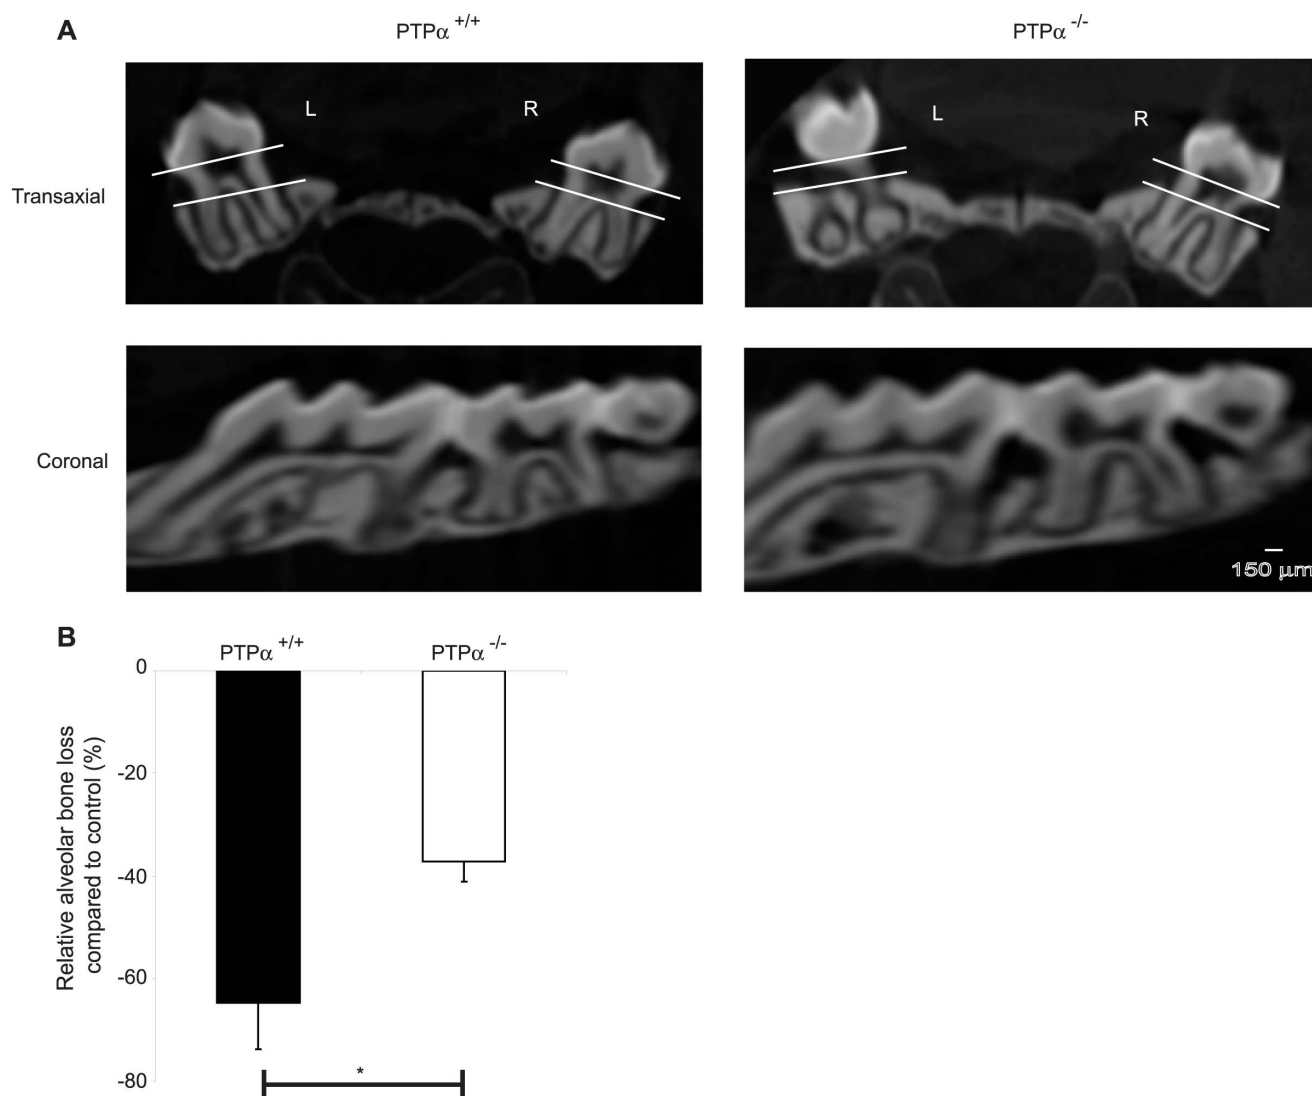 A
PTPα +/+
PTPα -/-
L
R
L
R
Transaxial
Coronal
150 μm
B
PTPα +/+
PTPα -/-
0
-20
-40
-60
-80
Relative alveolar bone loss
compared to control (%)
*